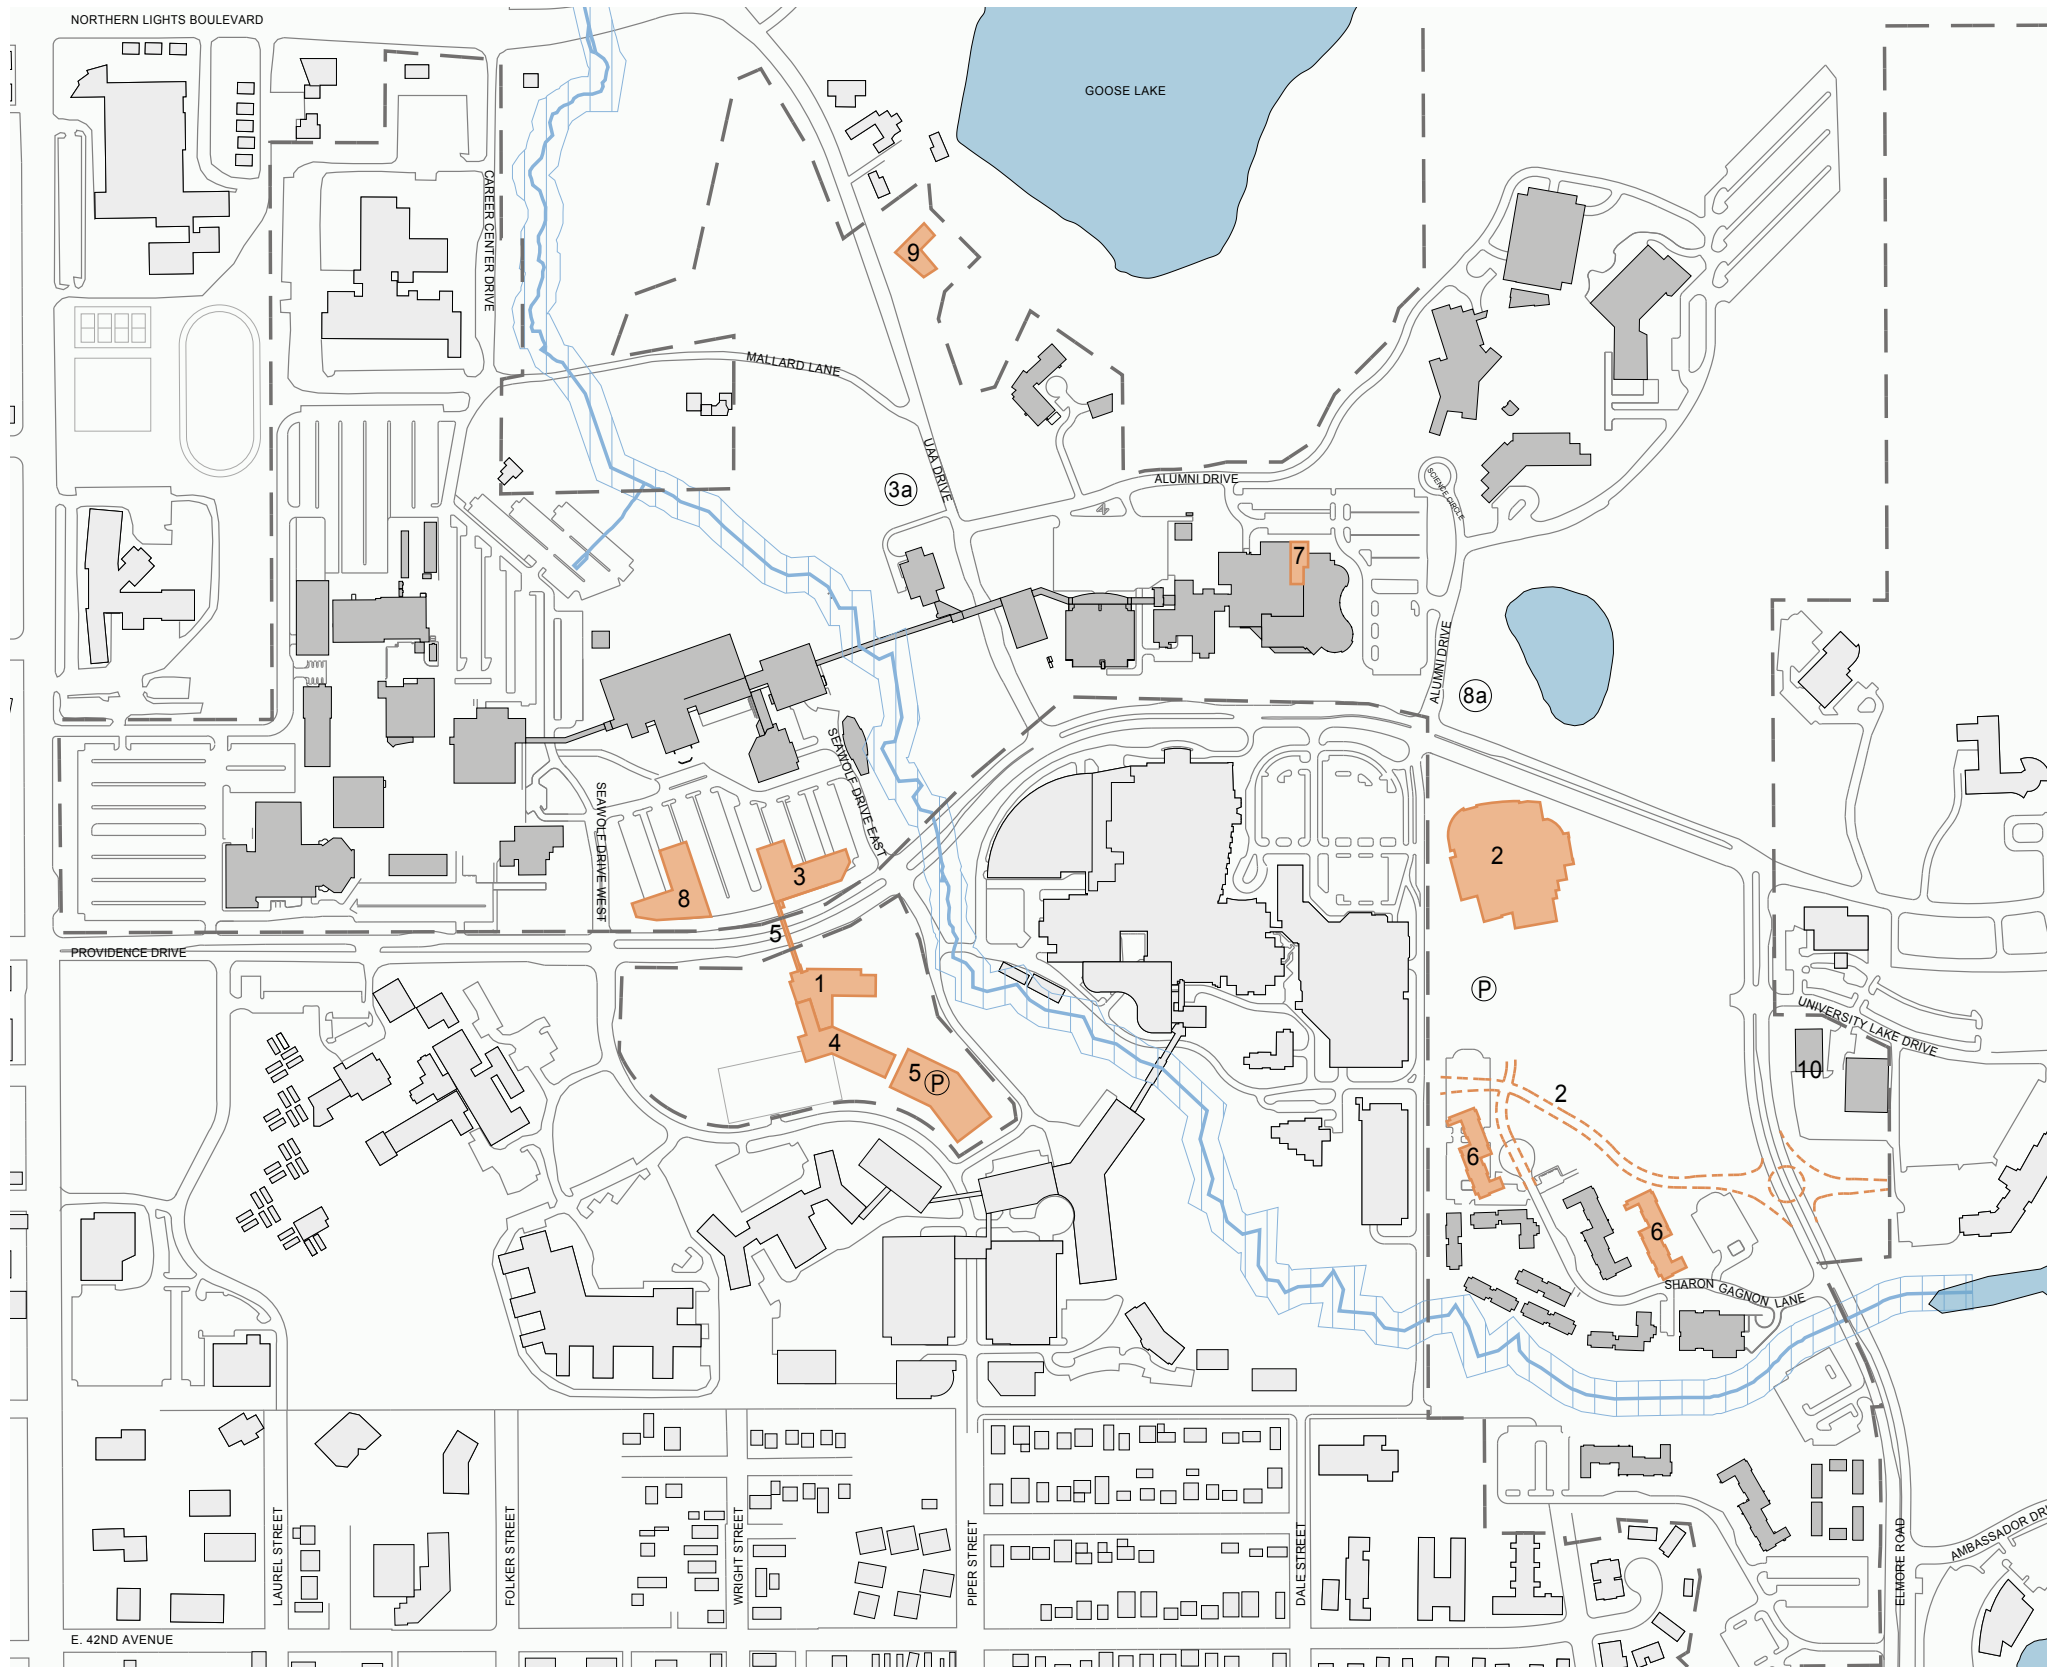 NORTHERN LIGHTS BOULEVARD
GOOSE LAKE
CAREER CENTER DRIVE
9
MALLARD LANE
UAA DRIVE
3a
ALUMNI DRIVE
SCIENCE CIRCLE
7
ALUMNI DRIVE
8a
SEAWOLF DRIVE EAST
SEAWOLF DRIVE WEST
2
3
8
5
PROVIDENCE DRIVE
1
P
UNIVERSITY LAKE DRIVE
4
5
P
10
2
6
6
SHARON GAGNON LANE
LAUREL STREET
FOLKER STREET
WRIGHT STREET
PIPER STREET
DALE STREET
ELMORE ROAD
AMBASSADOR DRI
E. 42ND AVENUE